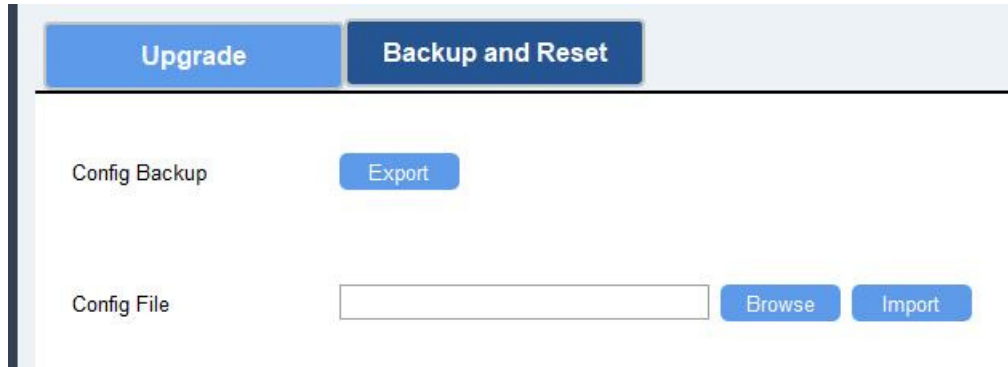 Upgrade Backup and Reset
Config Backup Export
Config File Browse Import